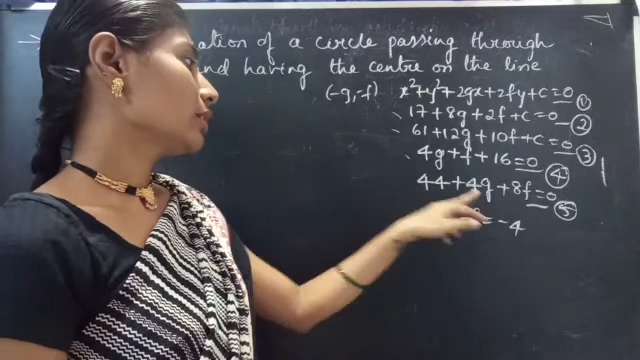 ation of a circle passing through
and having the centre on the line
(-g,-f) x²+y²+2gx+2fy+c=0 ①
17+8g+2f+c=0 ②
61+12g+10f+c=0 ③
4g+f+16=0 ④
44+4g+8f=0 ⑤
= -4